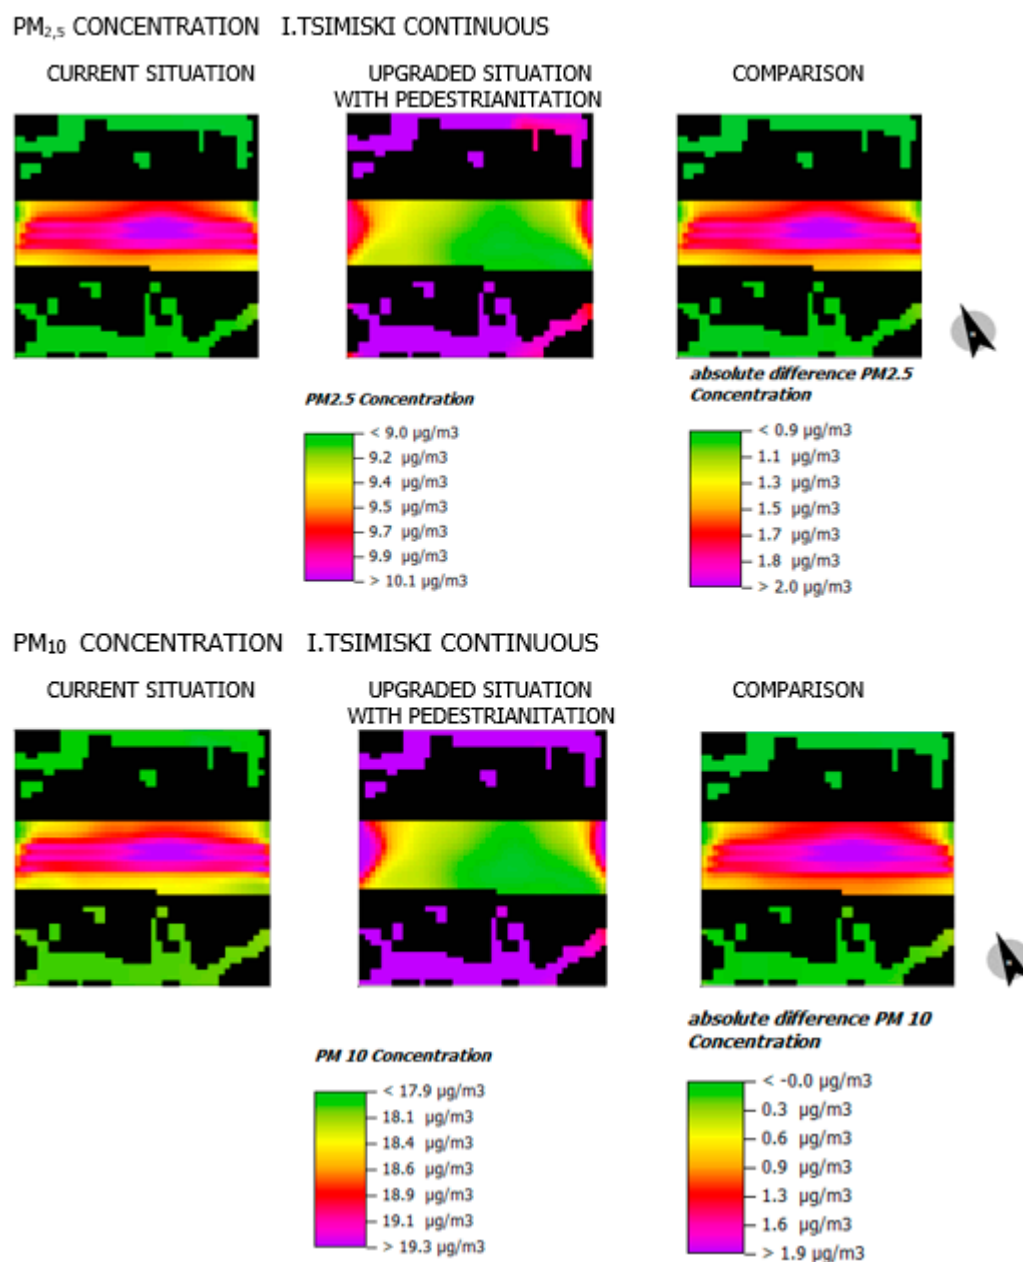 PM2,5 CONCENTRATION I.TSIMISKI CONTINUOUS
CURRENT SITUATION
UPGRADED SITUATION
WITH PEDESTRIANITATION
COMPARISON
PM2.5 Concentration
< 9.0 µg/m3
9.2 µg/m3
9.4 µg/m3
9.5 µg/m3
9.7 µg/m3
9.9 µg/m3
> 10.1 µg/m3
absolute difference PM2.5
Concentration
< 0.9 µg/m3
1.1 µg/m3
1.3 µg/m3
1.5 µg/m3
1.7 µg/m3
1.8 µg/m3
> 2.0 µg/m3
PM10 CONCENTRATION I.TSIMISKI CONTINUOUS
CURRENT SITUATION
UPGRADED SITUATION
WITH PEDESTRIANITATION
COMPARISON
PM 10 Concentration
< 17.9 µg/m3
18.1 µg/m3
18.4 µg/m3
18.6 µg/m3
18.9 µg/m3
19.1 µg/m3
> 19.3 µg/m3
absolute difference PM 10
Concentration
< -0.0 µg/m3
0.3 µg/m3
0.6 µg/m3
0.9 µg/m3
1.3 µg/m3
1.6 µg/m3
> 1.9 µg/m3